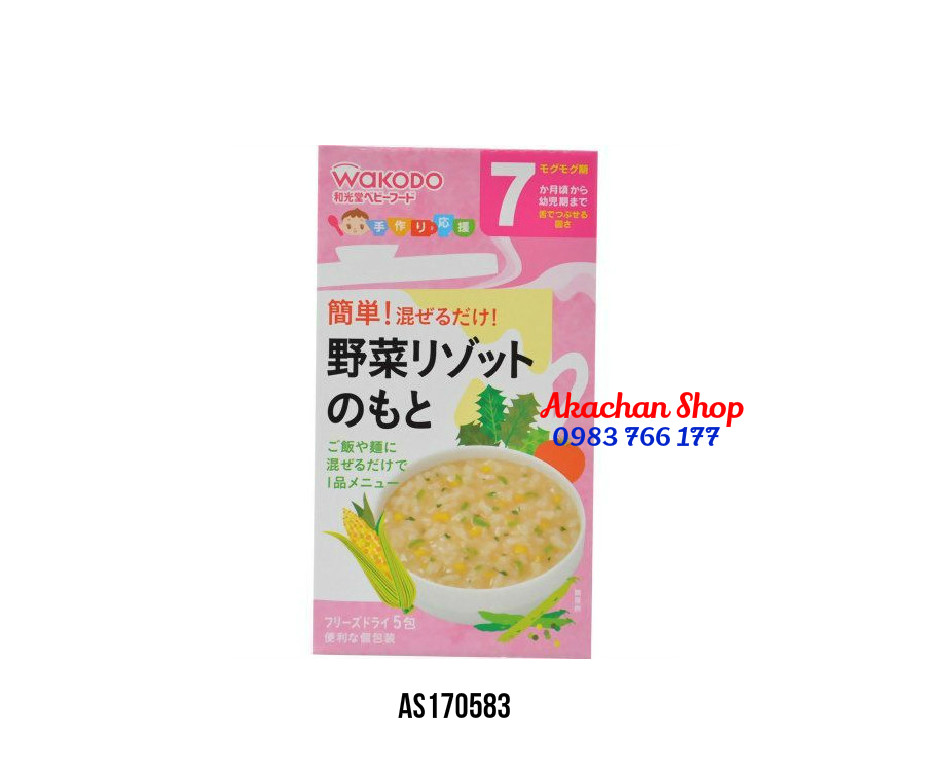 WaKODO
和光堂ベビーフード
手作り応援
7
モグモグ期
か月頃から
幼児期まで
舌でつぶせる
固さ
簡単!混ぜるだけ!
野菜リゾット
のもと
ご飯や麺に
混ぜるだけで
1品メニュー
Akachan Shop
0983 766 177
フリーズドライ5包
便利な個包装
AS170583